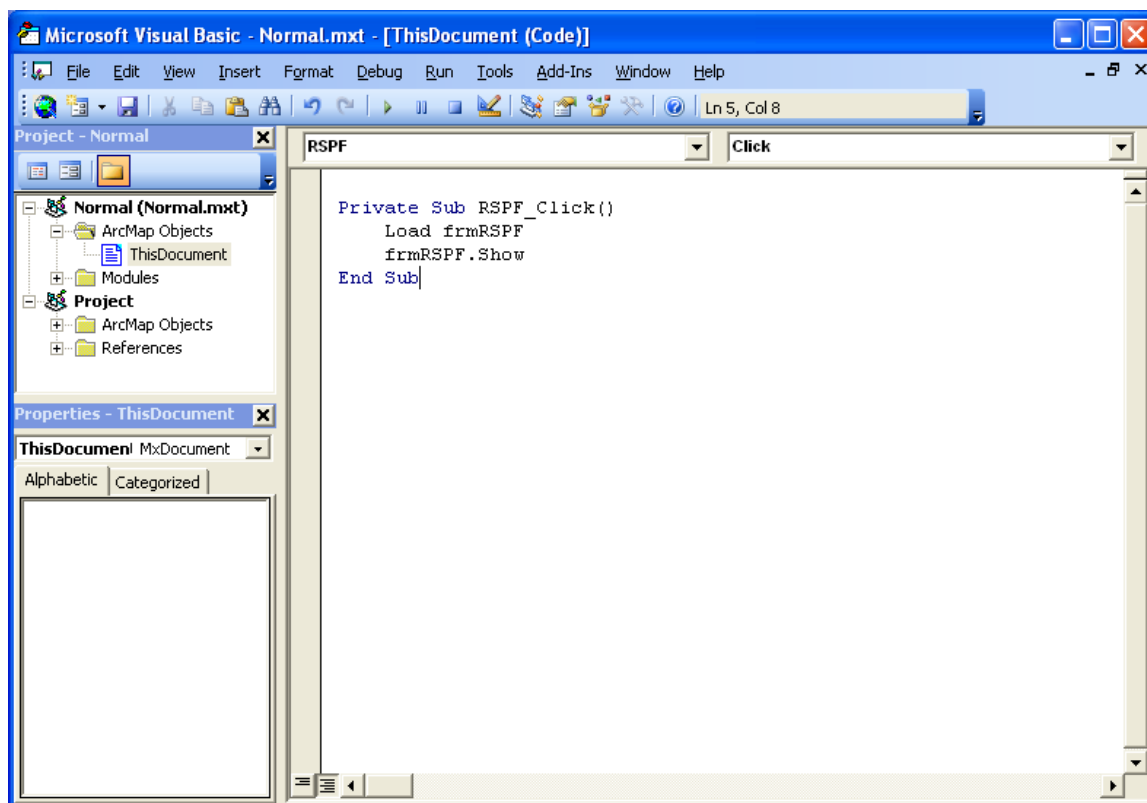 Microsoft Visual Basic - Normal.mxt - [ThisDocument (Code)]
File Edit View Insert Format Debug Run Tools Add-Ins Window Help
Ln 5, Col 8
Project - Normal
Normal (Normal.mxt)
ArcMap Objects
ThisDocument
Modules
Project
ArcMap Objects
References
Properties - ThisDocument
ThisDocument MxDocument
Alphabetic Categorized
RSPF Click
Private Sub RSPF_Click()
Load frmRSPF
frmRSPF.Show
End Sub